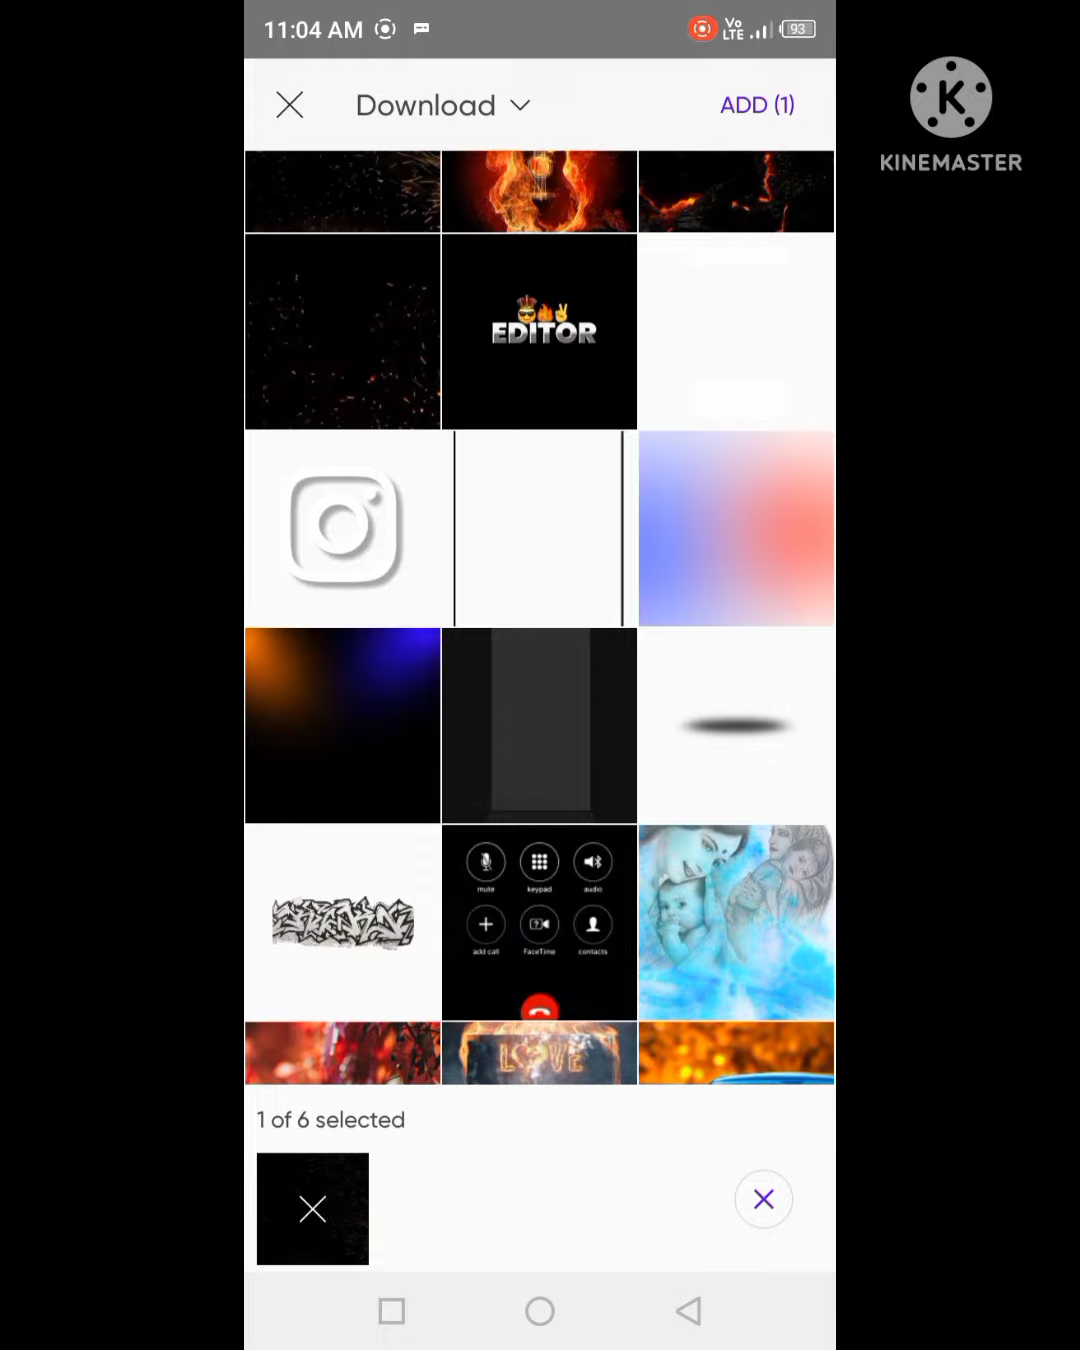 11:04 AM
Vo
LTE
93
Download
ADD (1)
K
KINEMASTER
EDITOR
mute
keypad
audio
add call
FaceTime
contacts
LOVE
1 of 6 selected